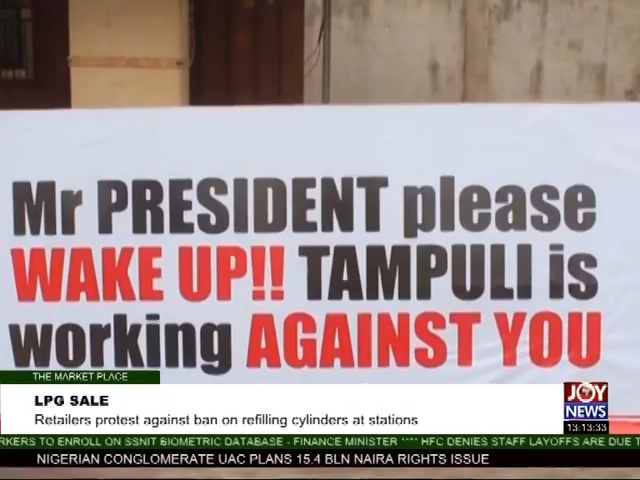 Mr PRESIDENT please
WAKE UP!! TAMPULI is
working AGAINST YOU
THE MARKET PLACE
LPG SALE
Retailers protest against ban on refilling cylinders at stations
JOY
NEWS
13:13:33
TO ENROLL ON SSNIT BIOMETRIC DATABASE - FINANCE MINISTER **** HFC DENIES STAFF LAYOFFS ARE DUE
NIGERIAN CONGLOMERATE UAC PLANS 15.4 BLN NAIRA RIGHTS ISSUE